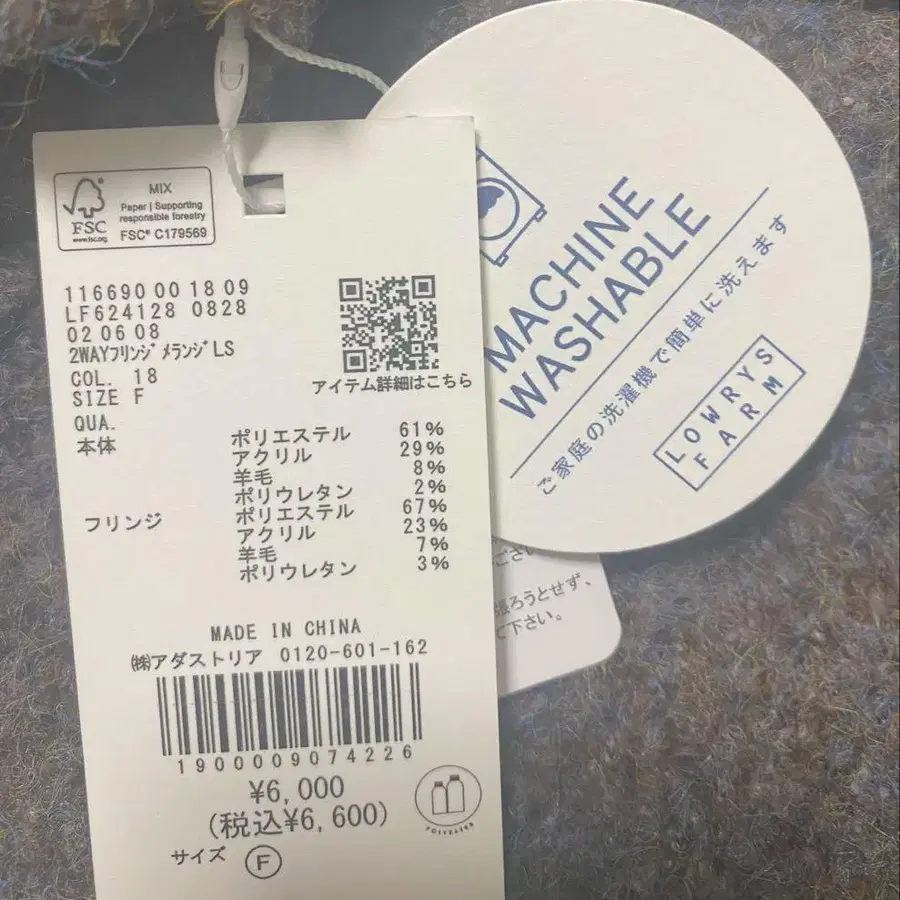 MIX
Paper | Supporting
responsible forestry
FSC
www.fsc.org
FSC® C179569
116690 00 18 09
LF624128 0828
02 06 08
2WAYフリンジメランジLS
COL. 18
SIZE F
アイテム詳細はこちら
QUA.
本体 ポリエステル 61%
アクリル 29%
羊毛 8%
ポリウレタン 2%
フリンジ ポリエステル 67%
アクリル 23%
羊毛 7%
ポリウレタン 3%
MADE IN CHINA
㈱アダストリア 0120-601-162
1900009074226
¥6,000
(税込¥6,600)
サイズ F
POLYESTER
MACHINE
WASHABLE
ご家庭の洗濯機で簡単に洗えます
LOWRYS
FARM
ござい
張ろうとせず、
て下さい。